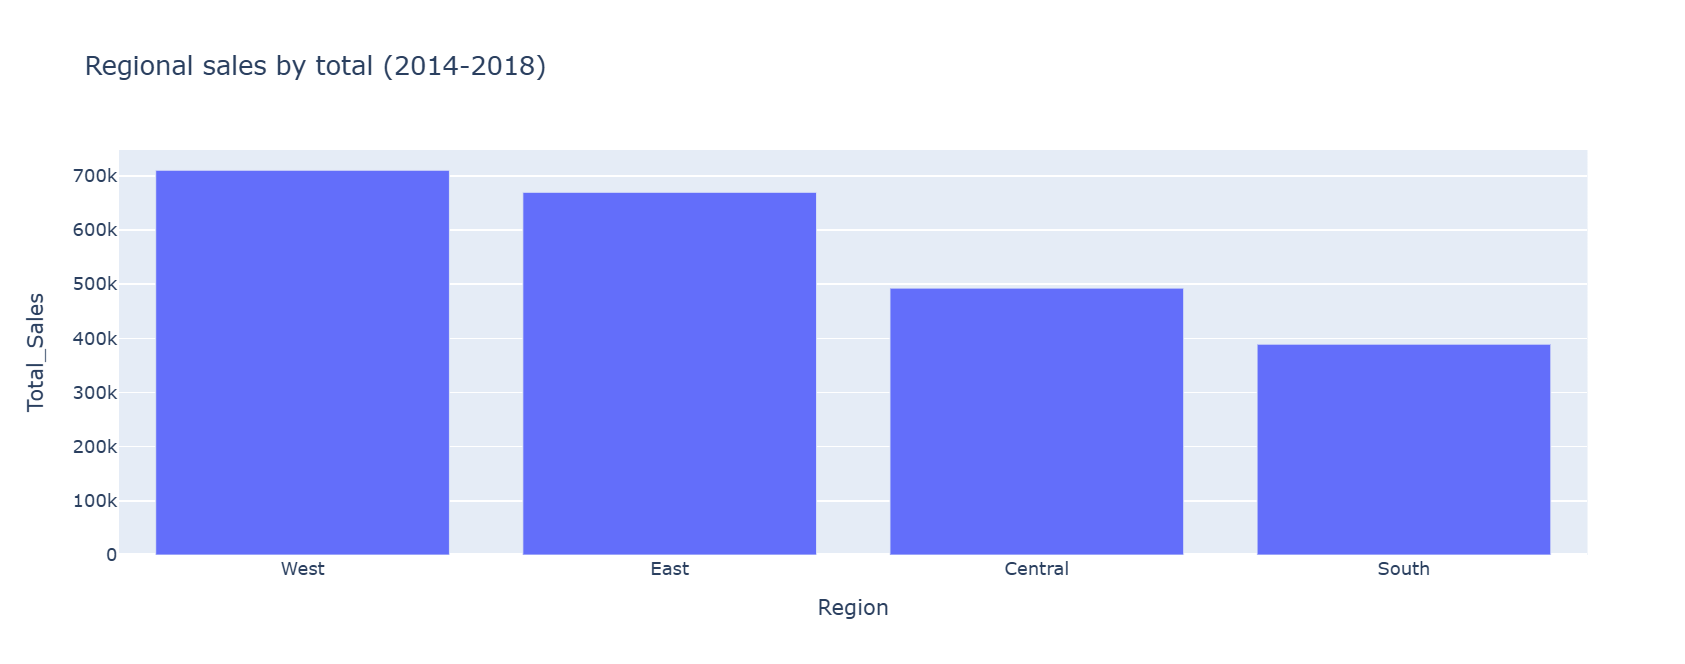 Regional sales by total (2014-2018)
Total_Sales
700k
600k
500k
400k
300k
200k
100k
0
West East Central South
Region